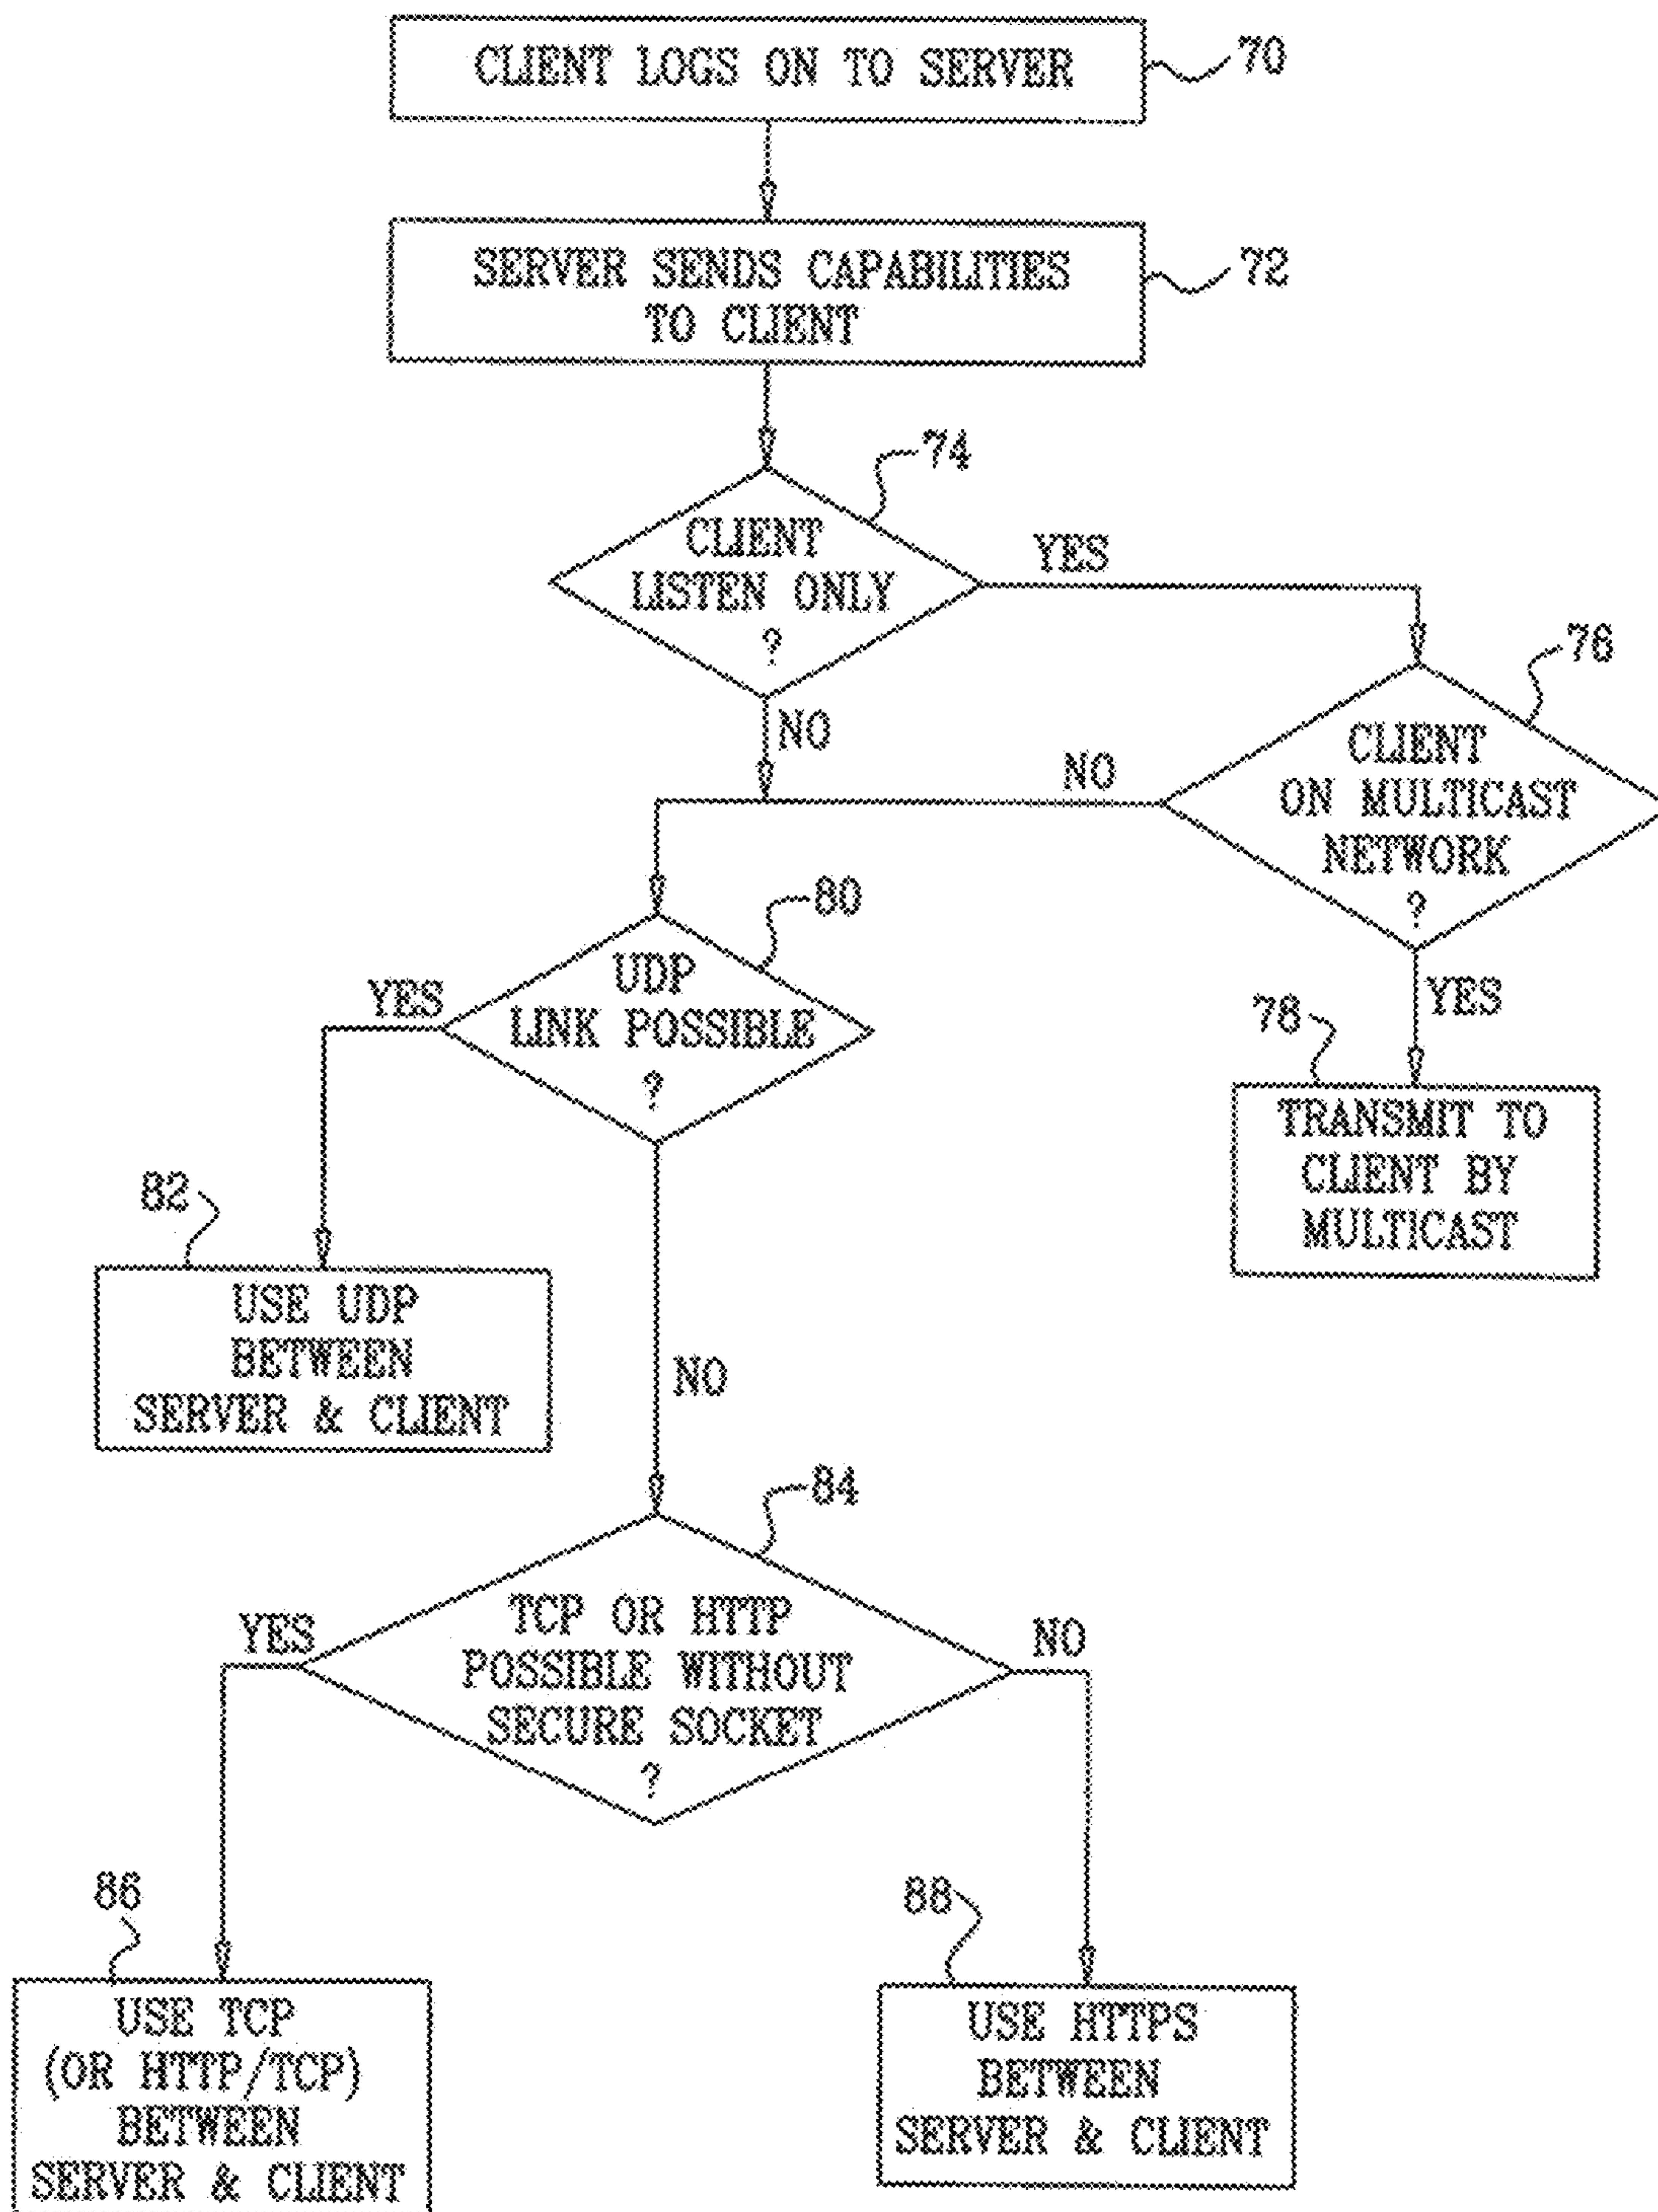 CLIENT LOGS ON TO SERVER
70
SERVER SENDS CAPABILITIES
TO CLIENT
72
74
CLIENT
LISTEN ONLY
?
YES
NO
76
CLIENT
ON MULTICAST
NETWORK
?
NO
YES
80
UDP
LINK POSSIBLE
?
YES
NO
78
TRANSMIT TO
CLIENT BY
MULTICAST
82
USE UDP
BETWEEN
SERVER & CLIENT
84
TCP OR HTTP
POSSIBLE WITHOUT
SECURE SOCKET
?
YES
NO
86
USE TCP
(OR HTTP/TCP)
BETWEEN
SERVER & CLIENT
88
USE HTTPS
BETWEEN
SERVER & CLIENT